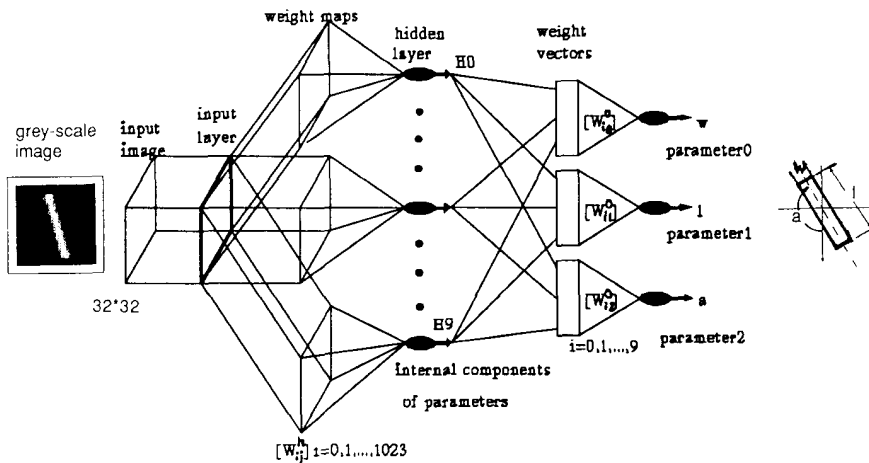 weight maps
hidden
layer
H0
weight
vectors
grey-scale
image
input
image
input
layer
[W^o_{i0}]
w
parameter0
[W^o_{i1}]
l
parameter1
[W^o_{i2}]
a
parameter2
w
l
a
32*32
H9
i=0,1,...,9
Internal components
of parameters
[W^h_{ij}] i=0,1,...,1023